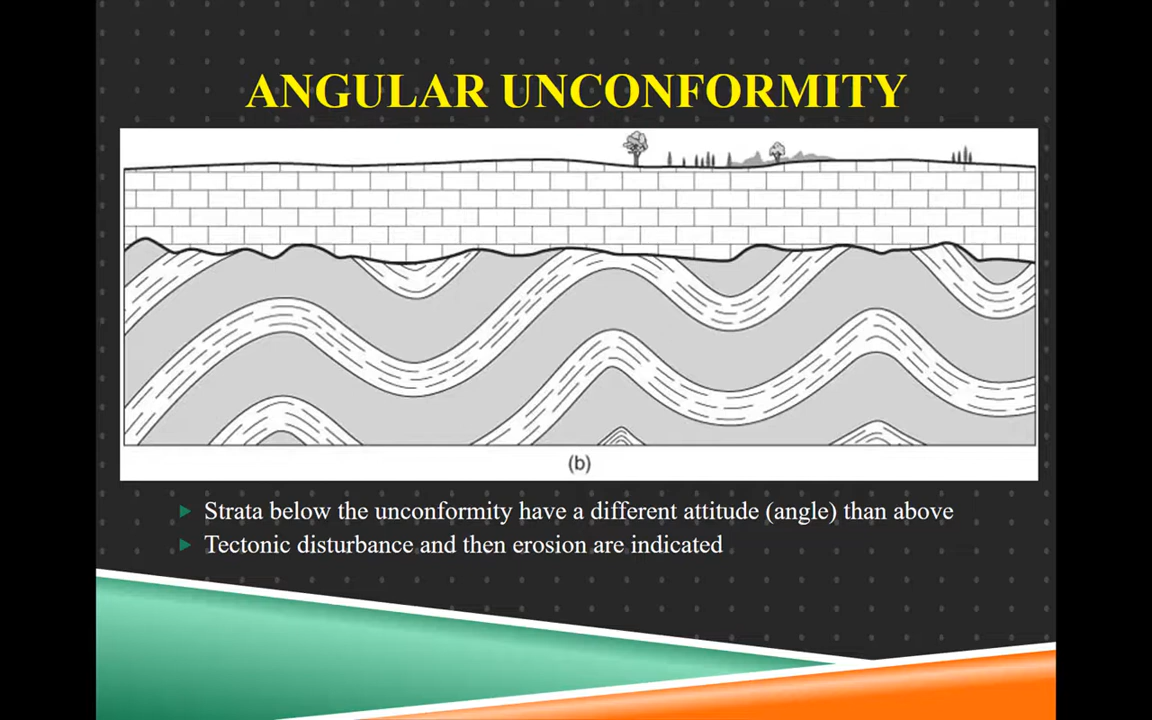 ANGULAR UNCONFORMITY
(b)
Strata below the unconformity have a different attitude (angle) than above
Tectonic disturbance and then erosion are indicated